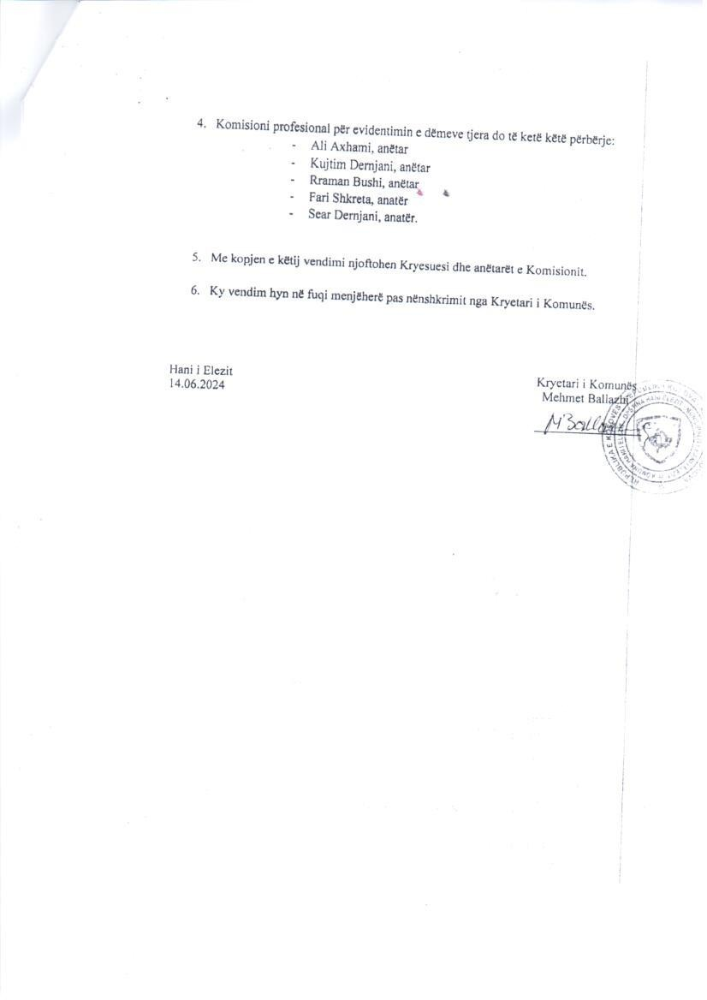 4. Komisioni profesional për evidentimin e dëmeve tjera do të ketë këtë përbërje:
- Ali Axhami, anëtar
- Kujtim Dernjani, anëtar
- Rraman Bushi, anëtar
- Fari Shkreta, anatër
- Sear Dernjani, anatër.
5. Me kopjen e këtij vendimi njoftohen Kryesuesi dhe anëtarët e Komisionit.
6. Ky vendim hyn në fuqi menjëherë pas nënshkrimit nga Kryetari i Komunës.
Hani i Elezit
14.06.2024
Kryetari i Komunës
Mehmet Ballazhi